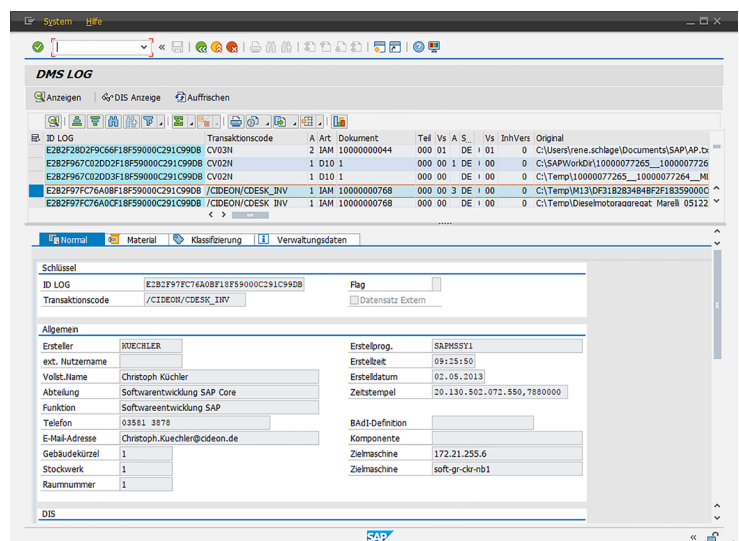 System Hilfe
DMS LOG
Anzeigen DIS Anzeige Auffrischen
ID LOG Transaktionscode A Art Dokument Teil Vs A S... Vs InhVers Original
E2B2F28D2F9C66F18F59000C291C99DB CV03N 2 IAM 10000000044 000 01 DE 01 0 C:\Users\rene.schlage\Documents\SAP\AP.tx
E2B2F967C02DD2F18F59000C291C99DB CV02N 1 D10 1 000 00 1 DE 00 0 C:\SAPWorkDir\10000077265__1000007726
E2B2F967C02DD3F18F59000C291C99DB CV02N 1 D10 1 000 00 DE 00 0 C:\Temp\10000077265__10000077264__ML
E2B2F97FC76A0BF18F59000C291C99DB /CIDEON/CDESK_INV 1 IAM 10000000768 000 00 3 DE 00 0 C:\Temp\M13\DF31B2834B4BF2F18359000C
E2B2F97FC76A0CF18F59000C291C99DB /CIDEON/CDESK_INV 1 IAM 10000000768 000 00 DE 00 0 C:\Temp\Dieselmotoraggregat Marelli 05122
Normal Material Klassifizierung Verwaltungsdaten
Schlüssel
ID LOG E2B2F97FC76A0BF18F59000C291C99DB Flag
Transaktionscode /CIDEON/CDESK_INV Datensatz Extern
Allgemein
Ersteller KUECHLER Erstellprog. SAPMSSY1
ext. Nutzername Erstellzeit 09:25:50
Vollst.Name Christoph Küchler Erstelldatum 02.05.2013
Abteilung Softwarentwicklung SAP Core Zeitstempel 20.130.502.072.550,7880000
Funktion Softwareentwicklung SAP
Telefon 03581 3878 BAdI-Definition
E-Mail-Adresse Christoph.Kuechler@cideon.de Komponente
Gebäudekürzel 1 Zielmaschine 172.21.255.6
Stockwerk 1 Zielmaschine soft-gr-ckr-nb1
Raumnummer 1
DIS
SAP